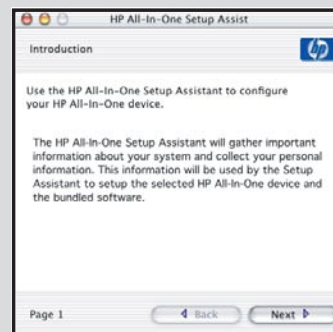 HP All-In-One Setup Assist
Introduction
hp
Use the HP All-In-One Setup Assistant to configure
your HP All-In-One device.
The HP All-In-One Setup Assistant will gather important
information about your system and collect your personal
information. This information will be used by the Setup
Assistant to setup the selected HP All-In-One device and
the bundled software.
Page 1
Back
Next